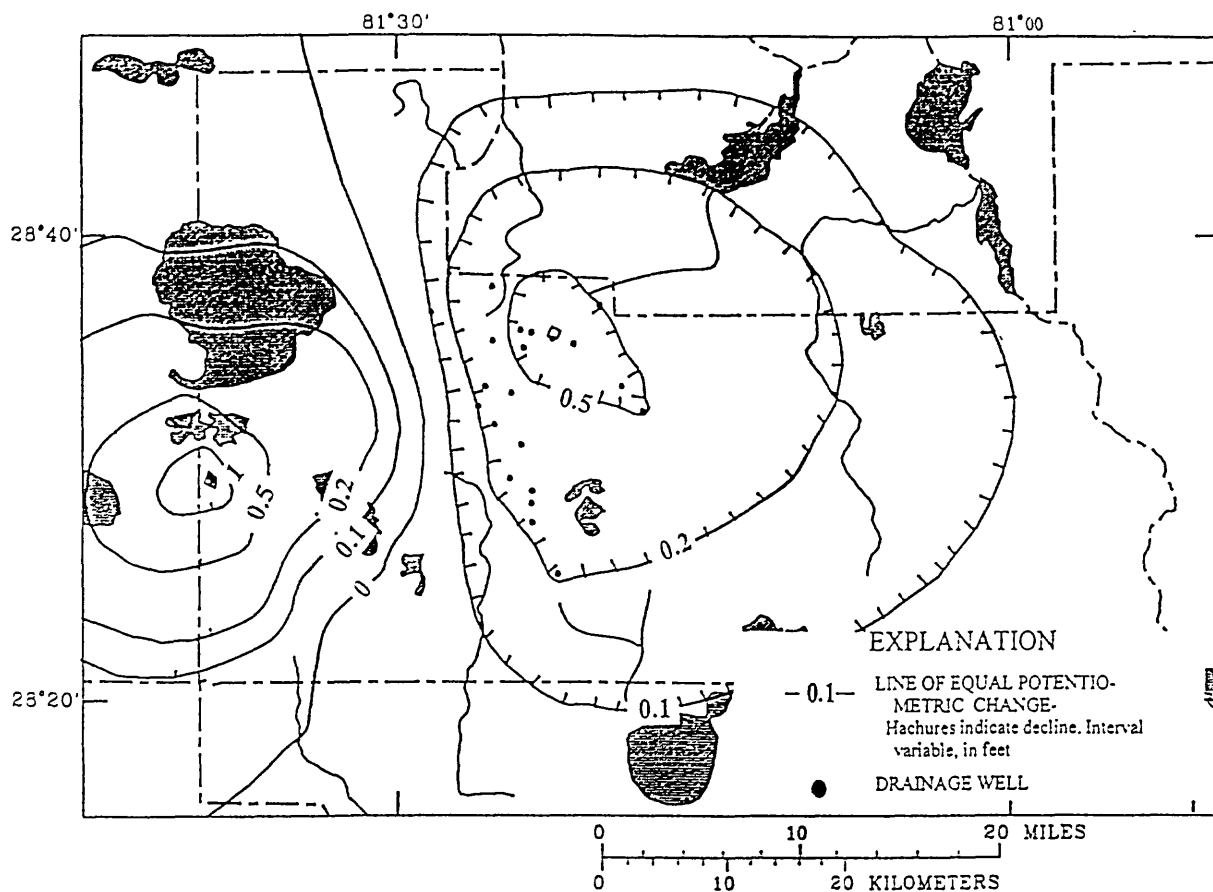 81°30'
81°00
28°40'
0.5
1
0.5
0.2
0.1
0
0.2
0.1
EXPLANATION
28°20'
–0.1–
LINE OF EQUAL POTENTIO-
METRIC CHANGE-
Hachures indicate decline. Interval
variable, in feet
DRAINAGE WELL
0 10 20 MILES
0 10 20 KILOMETERS